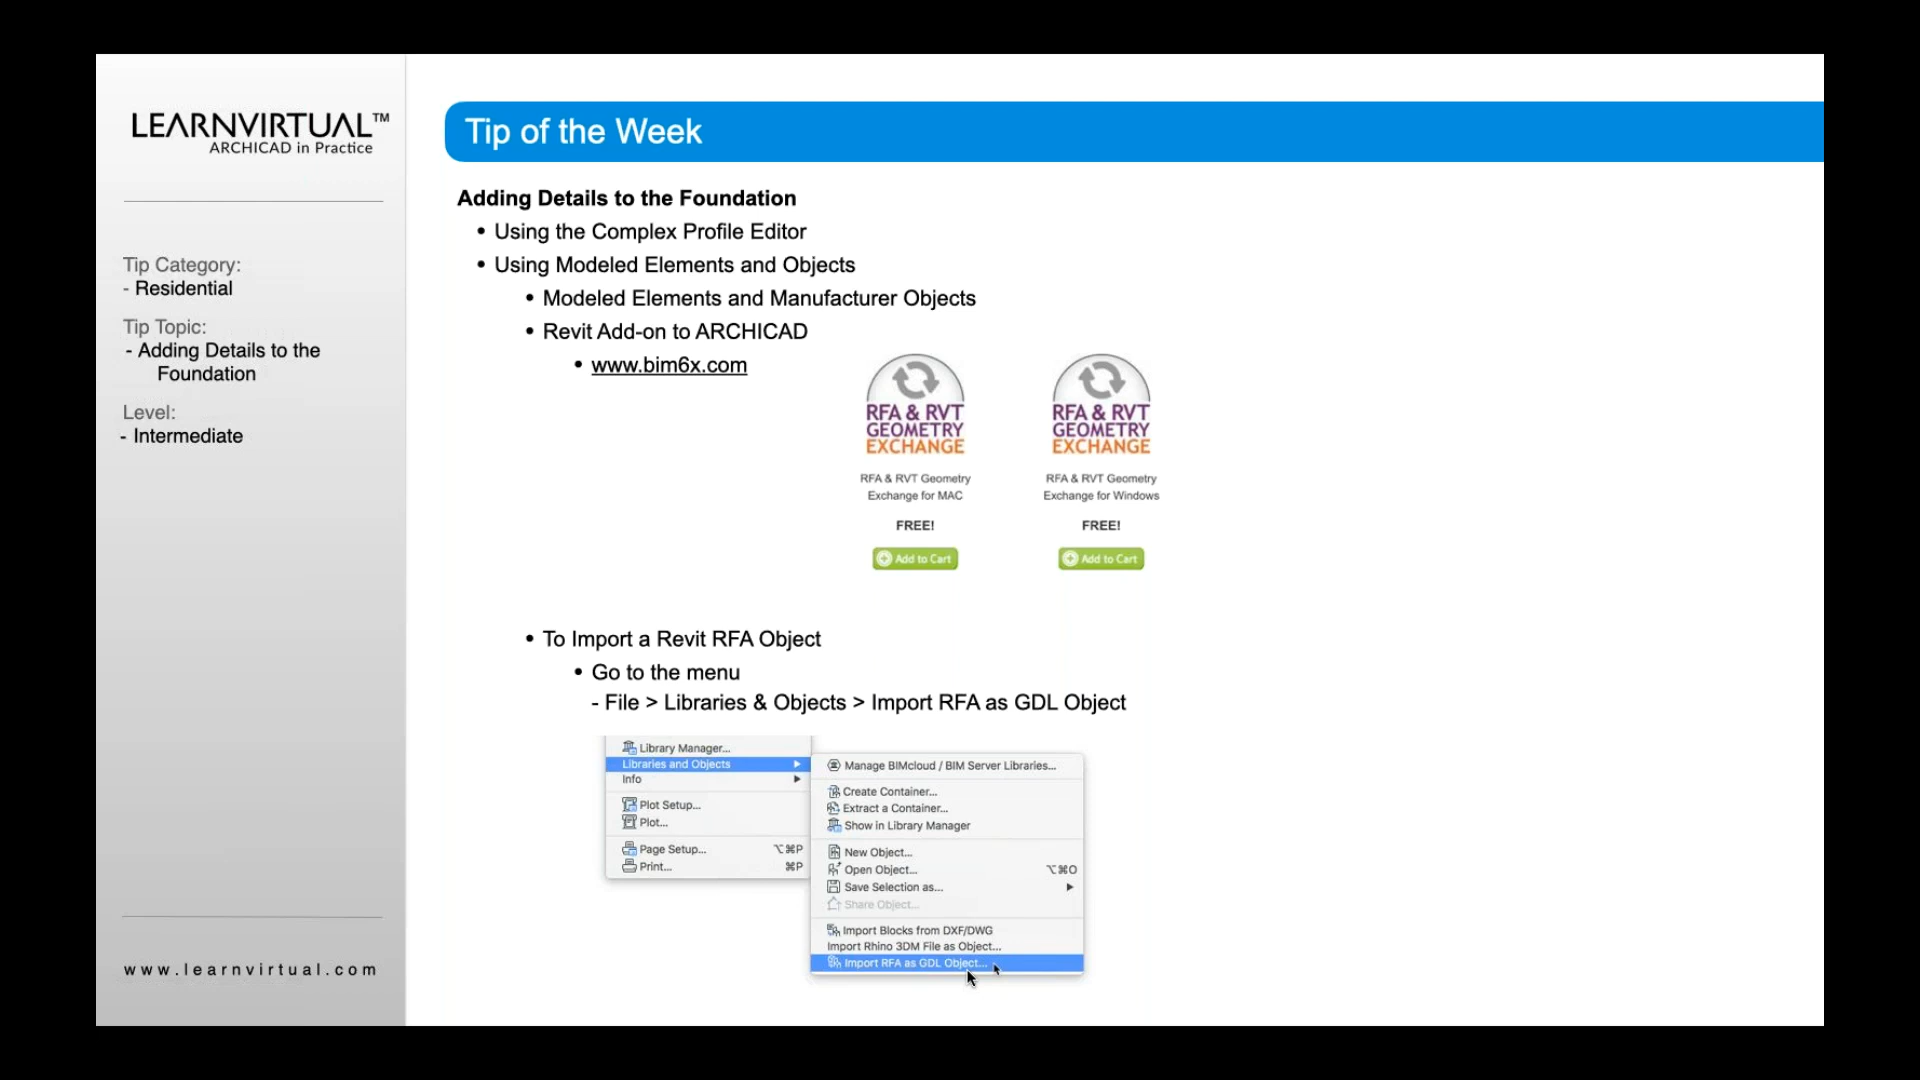 LEARNVIRTUAL™
ARCHICAD in Practice
Tip Category:
- Residential
Tip Topic:
- Adding Details to the
Foundation
Level:
- Intermediate
www.learnvirtual.com
Tip of the Week
Adding Details to the Foundation
• Using the Complex Profile Editor
• Using Modeled Elements and Objects
• Modeled Elements and Manufacturer Objects
• Revit Add-on to ARCHICAD
• www.bim6x.com
RFA & RVT
GEOMETRY
EXCHANGE
RFA & RVT Geometry
Exchange for MAC
FREE!
Add to Cart
RFA & RVT
GEOMETRY
EXCHANGE
RFA & RVT Geometry
Exchange for Windows
FREE!
Add to Cart
• To Import a Revit RFA Object
• Go to the menu
- File > Libraries & Objects > Import RFA as GDL Object
Library Manager...
Libraries and Objects
Info
Plot Setup...
Plot...
Page Setup... ⌥⌘P
Print... ⌘P
Manage BIMcloud / BIM Server Libraries...
Create Container...
Extract a Container...
Show in Library Manager
New Object...
Open Object... ⌥⌘O
Save Selection as...
Share Object...
Import Blocks from DXF/DWG
Import Rhino 3DM File as Object...
Import RFA as GDL Object...